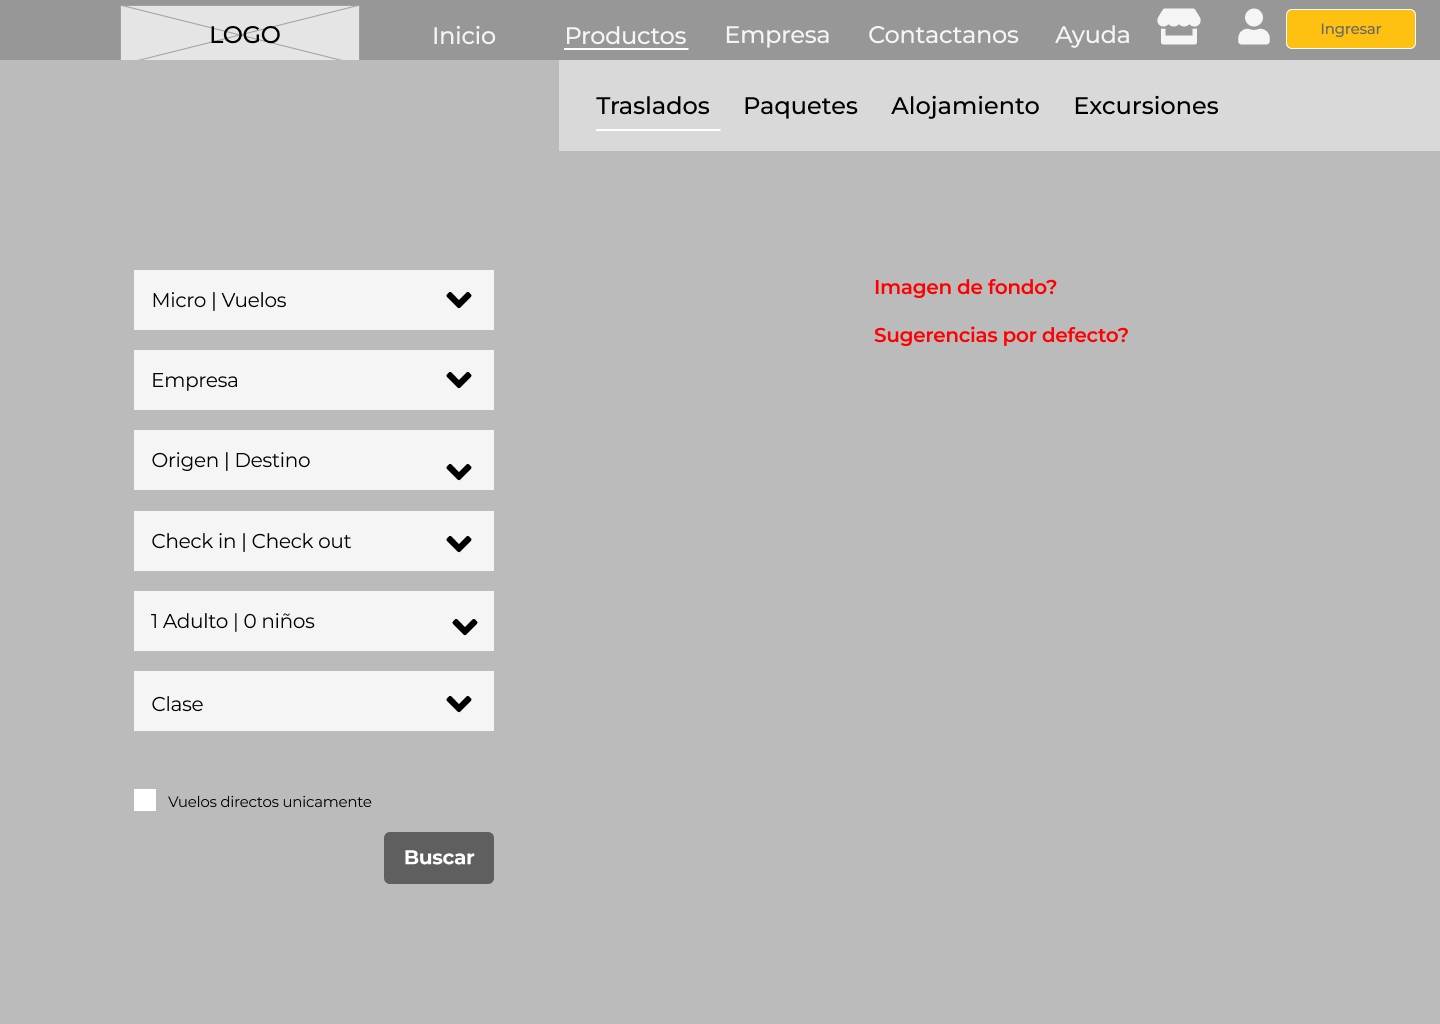 LOGO
Inicio
Productos
Empresa
Contactanos
Ayuda
Ingresar
Traslados
Paquetes
Alojamiento
Excursiones
Micro | Vuelos
Empresa
Origen | Destino
Check in | Check out
1 Adulto | 0 niños
Clase
Vuelos directos unicamente
Buscar
Imagen de fondo?
Sugerencias por defecto?